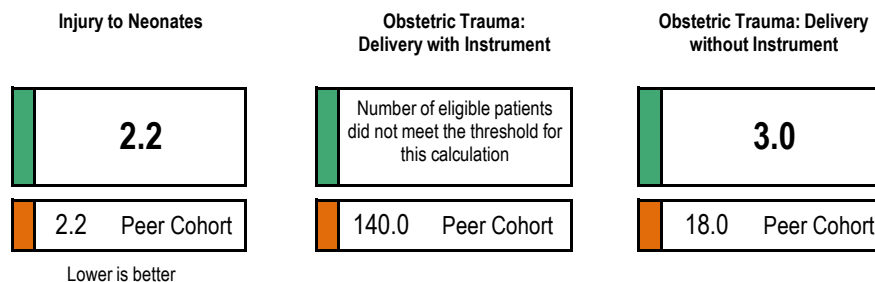 Injury to Neonates
2.2
2.2 Peer Cohort
Lower is better
Obstetric Trauma:
Delivery with Instrument
Number of eligible patients
did not meet the threshold for
this calculation
140.0 Peer Cohort
Obstetric Trauma: Delivery
without Instrument
3.0
18.0 Peer Cohort